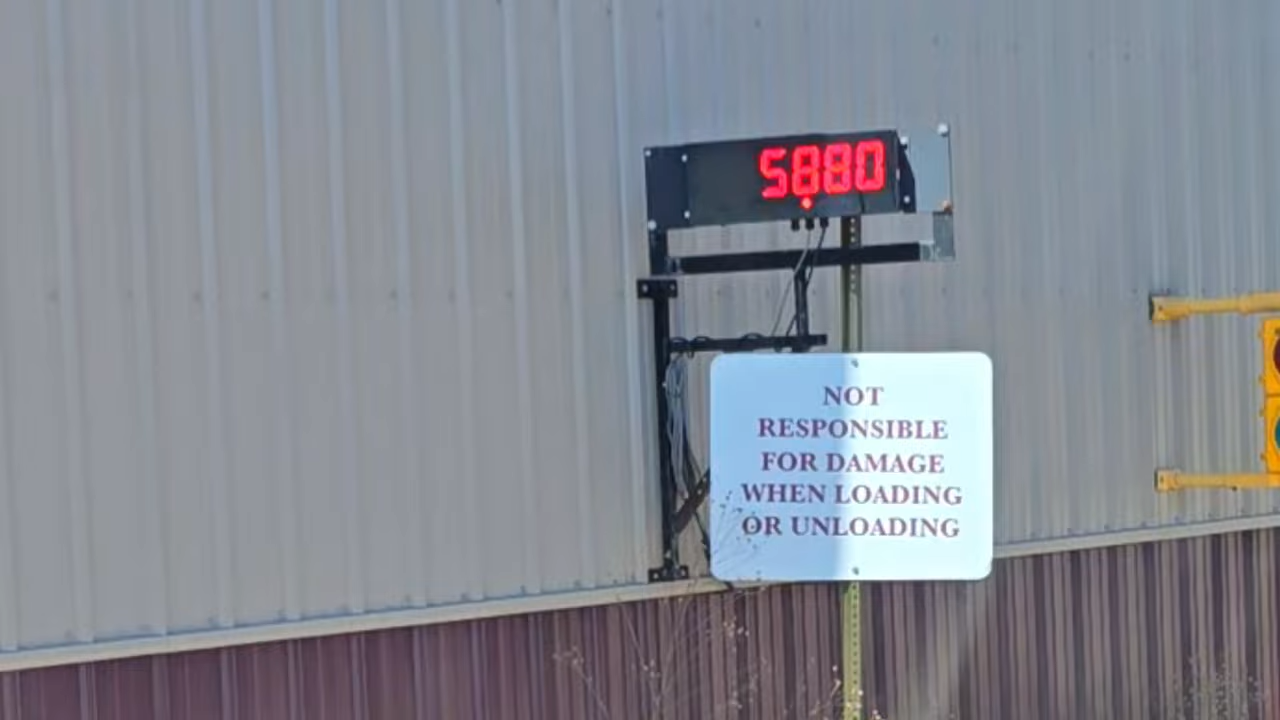 5880
NOT
RESPONSIBLE
FOR DAMAGE
WHEN LOADING
OR UNLOADING